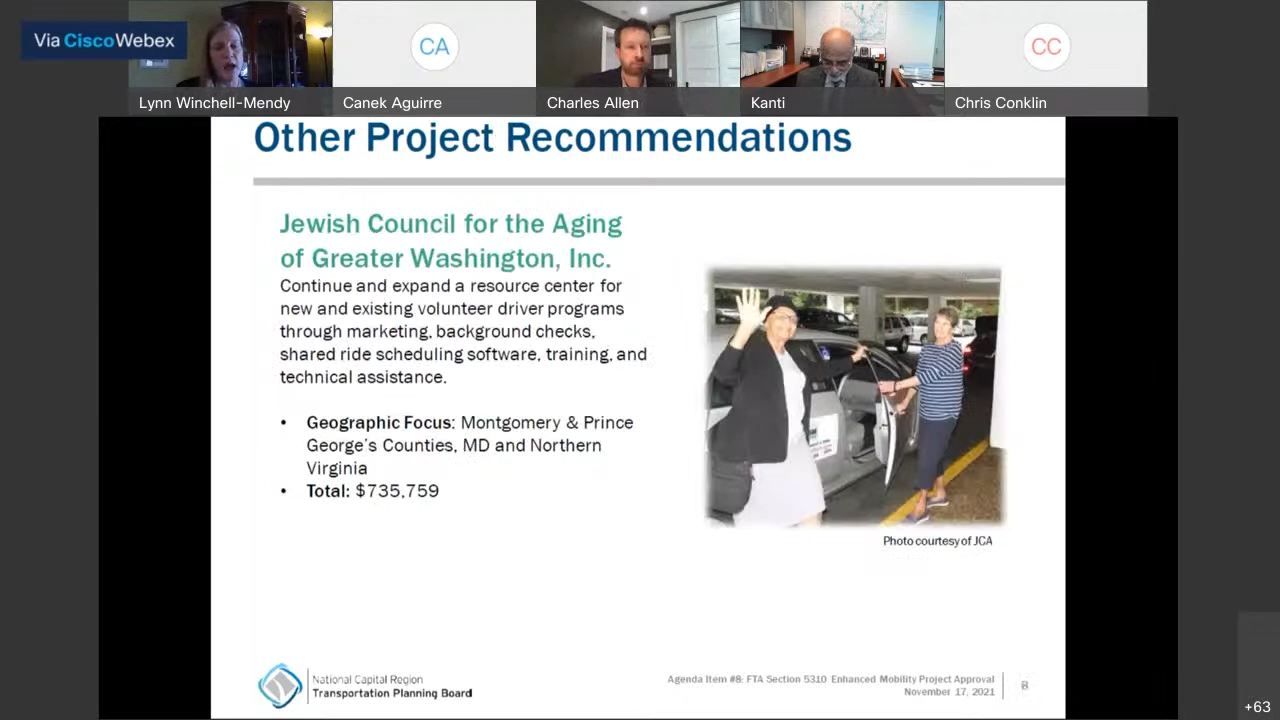 Via CiscoWebex
CA
CC
Lynn Winchell-Mendy
Canek Aguirre
Charles Allen
Kanti
Chris Conklin
Other Project Recommendations
Jewish Council for the Aging
of Greater Washington, Inc.
Continue and expand a resource center for
new and existing volunteer driver programs
through marketing, background checks,
shared ride scheduling software, training, and
technical assistance.
• Geographic Focus: Montgomery & Prince
George's Counties, MD and Northern
Virginia
• Total: $735,759
Photo courtesy of JCA
National Capital Region
Transportation Planning Board
Agenda Item #8: FTA Section 5310 Enhanced Mobility Project Approval
November 17, 2021
8
+63